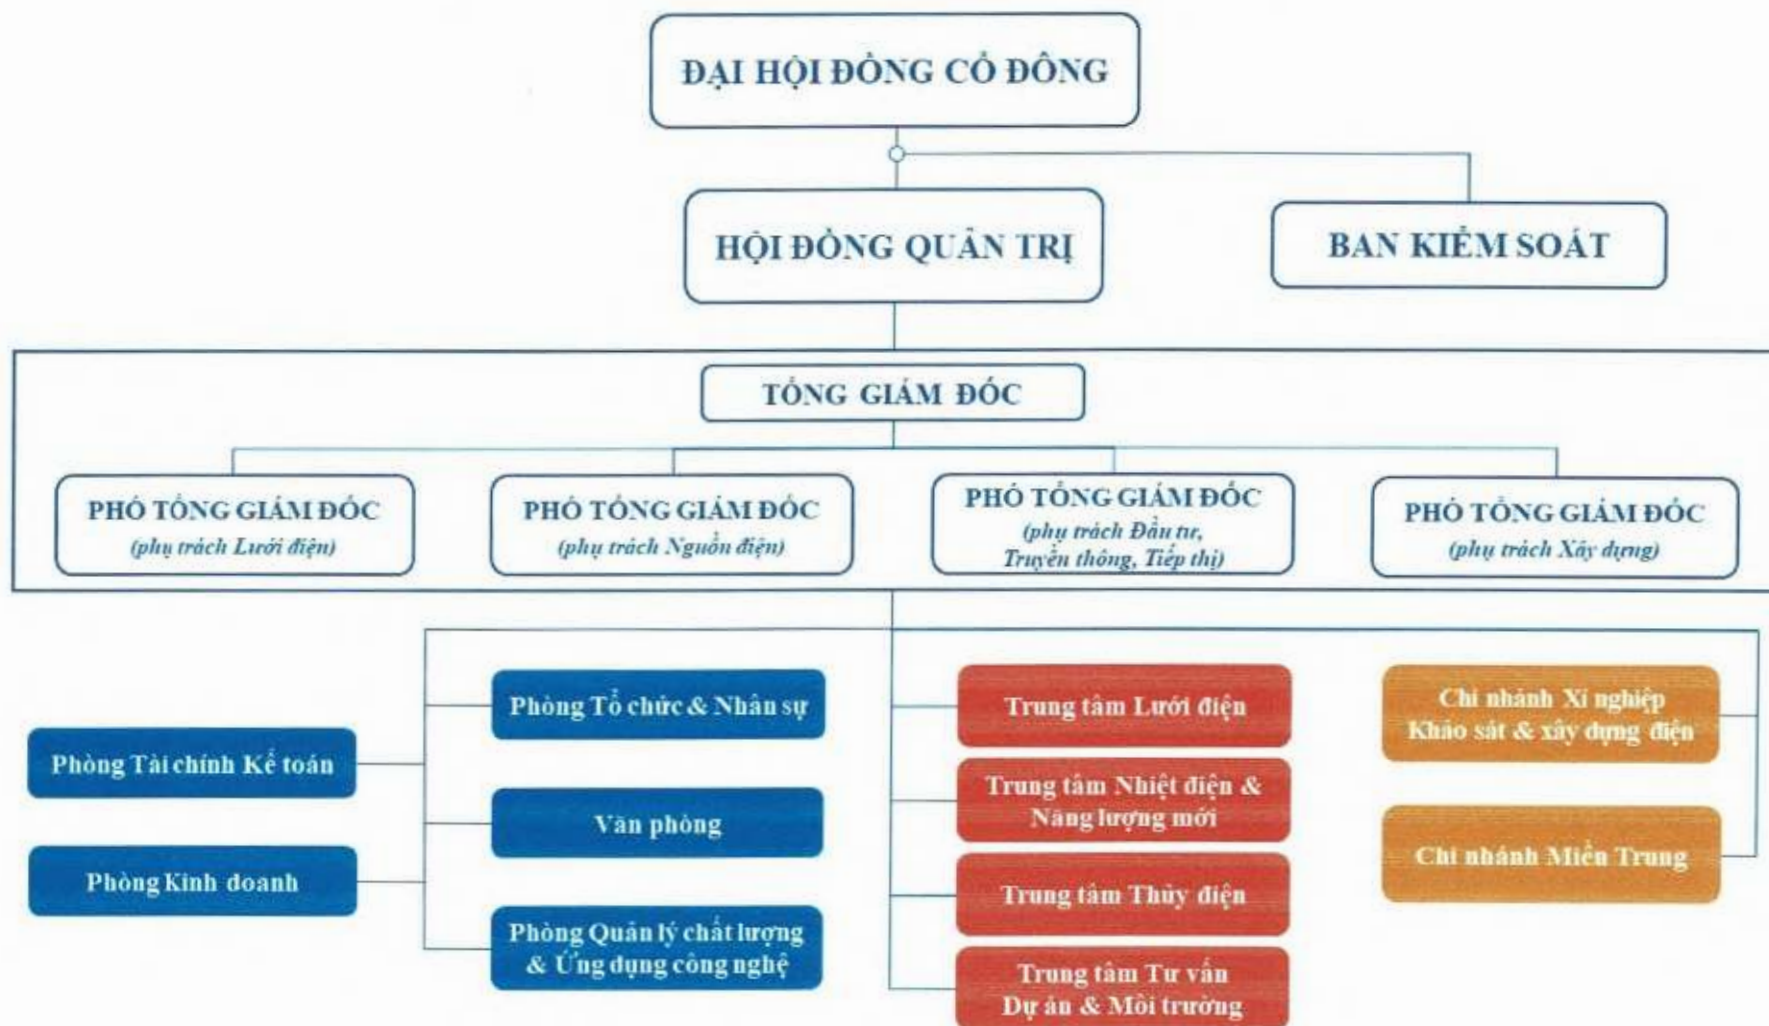 ĐẠI HỘI ĐỒNG CỔ ĐÔNG
HỘI ĐỒNG QUẢN TRỊ
BAN KIỂM SOÁT
TỔNG GIÁM ĐỐC
PHÓ TỔNG GIÁM ĐỐC
(phụ trách Lưới điện)
PHÓ TỔNG GIÁM ĐỐC
(phụ trách Nguồn điện)
PHÓ TỔNG GIÁM ĐỐC
(phụ trách Đầu tư,
Truyền thông, Tiếp thị)
PHÓ TỔNG GIÁM ĐỐC
(phụ trách Xây dựng)
Phòng Tài chính Kế toán
Phòng Kinh doanh
Phòng Tổ chức & Nhân sự
Văn phòng
Phòng Quản lý chất lượng
& Ứng dụng công nghệ
Trung tâm Lưới điện
Trung tâm Nhiệt điện &
Năng lượng mới
Trung tâm Thủy điện
Trung tâm Tư vấn
Dự án & Môi trường
Chi nhánh Xí nghiệp
Khảo sát & xây dựng điện
Chi nhánh Miền Trung